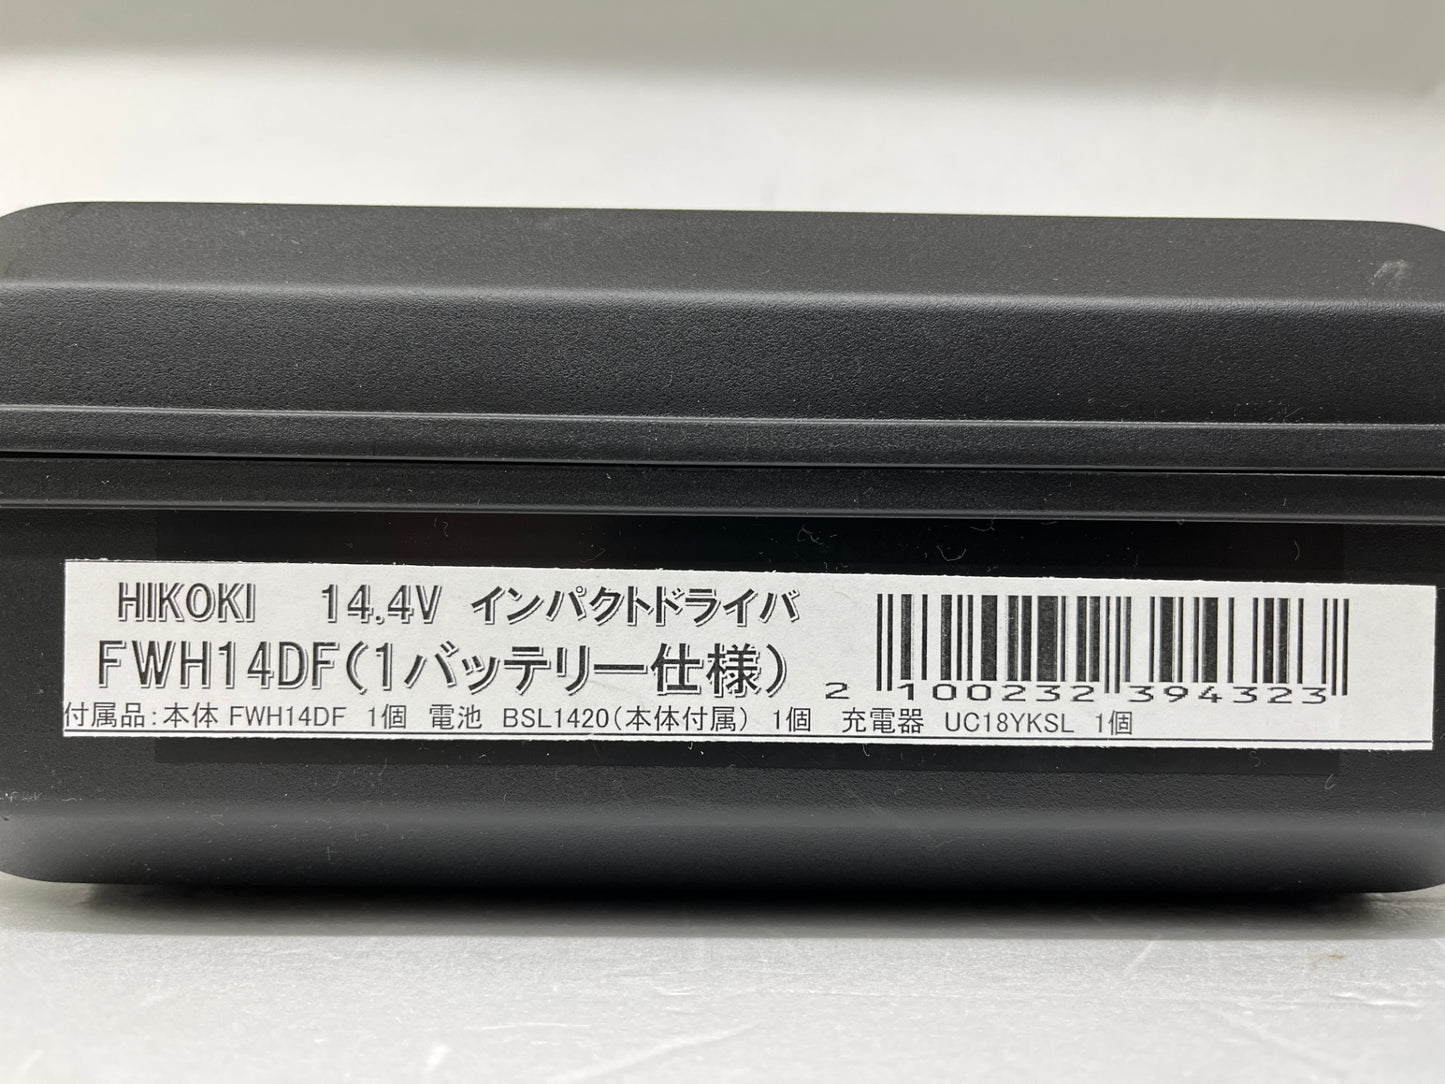 HIKOKI 14.4V インパクトドライバ
FWH14DF(1バッテリー仕様)
2 100232 394323
付属品:本体 FWH14DF 1個 電池 BSL1420(本体付属) 1個 充電器 UC18YKSL 1個